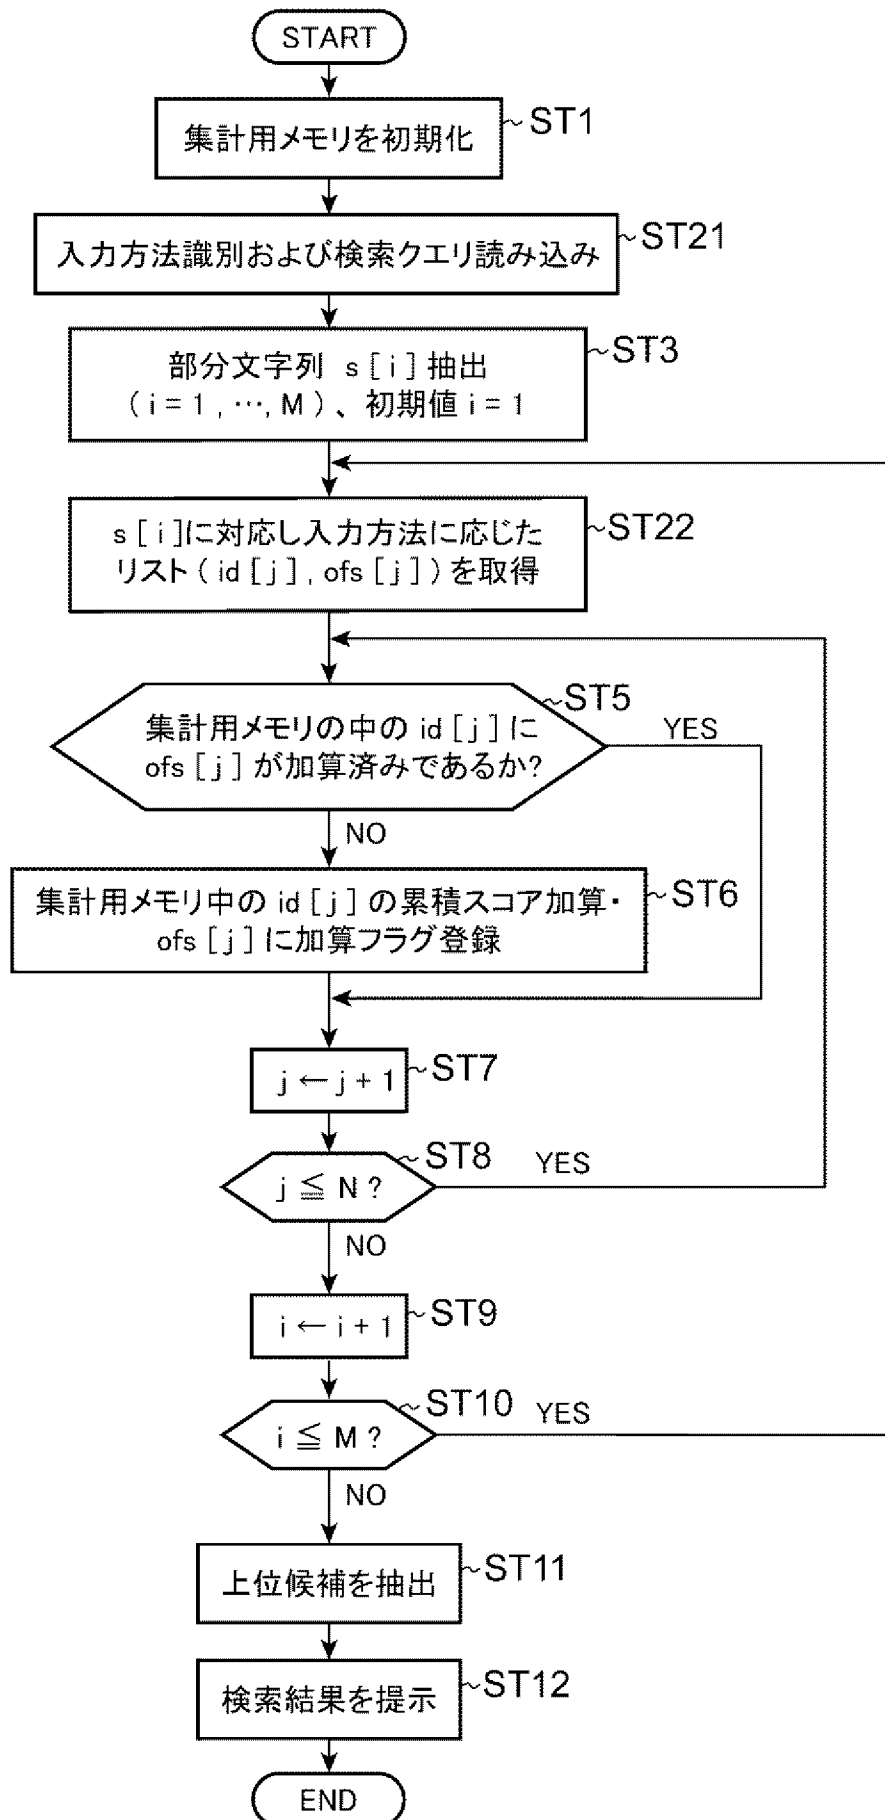 START
集計用メモリを初期化
ST1
入力方法識別および検索クエリ読み込み
ST21
部分文字列 s [ i ] 抽出
( i = 1 , …, M ) 、初期値 i = 1
ST3
s [ i ]に対応し入力方法に応じた
リスト ( id [ j ] , ofs [ j ] ) を取得
ST22
集計用メモリの中の id [ j ] に
ofs [ j ] が加算済みであるか?
ST5
YES
NO
集計用メモリ中の id [ j ] の累積スコア加算・
ofs [ j ] に加算フラグ登録
ST6
j ← j + 1
ST7
j ≦ N ?
ST8
YES
NO
i ← i + 1
ST9
i ≦ M ?
ST10
YES
NO
上位候補を抽出
ST11
検索結果を提示
ST12
END